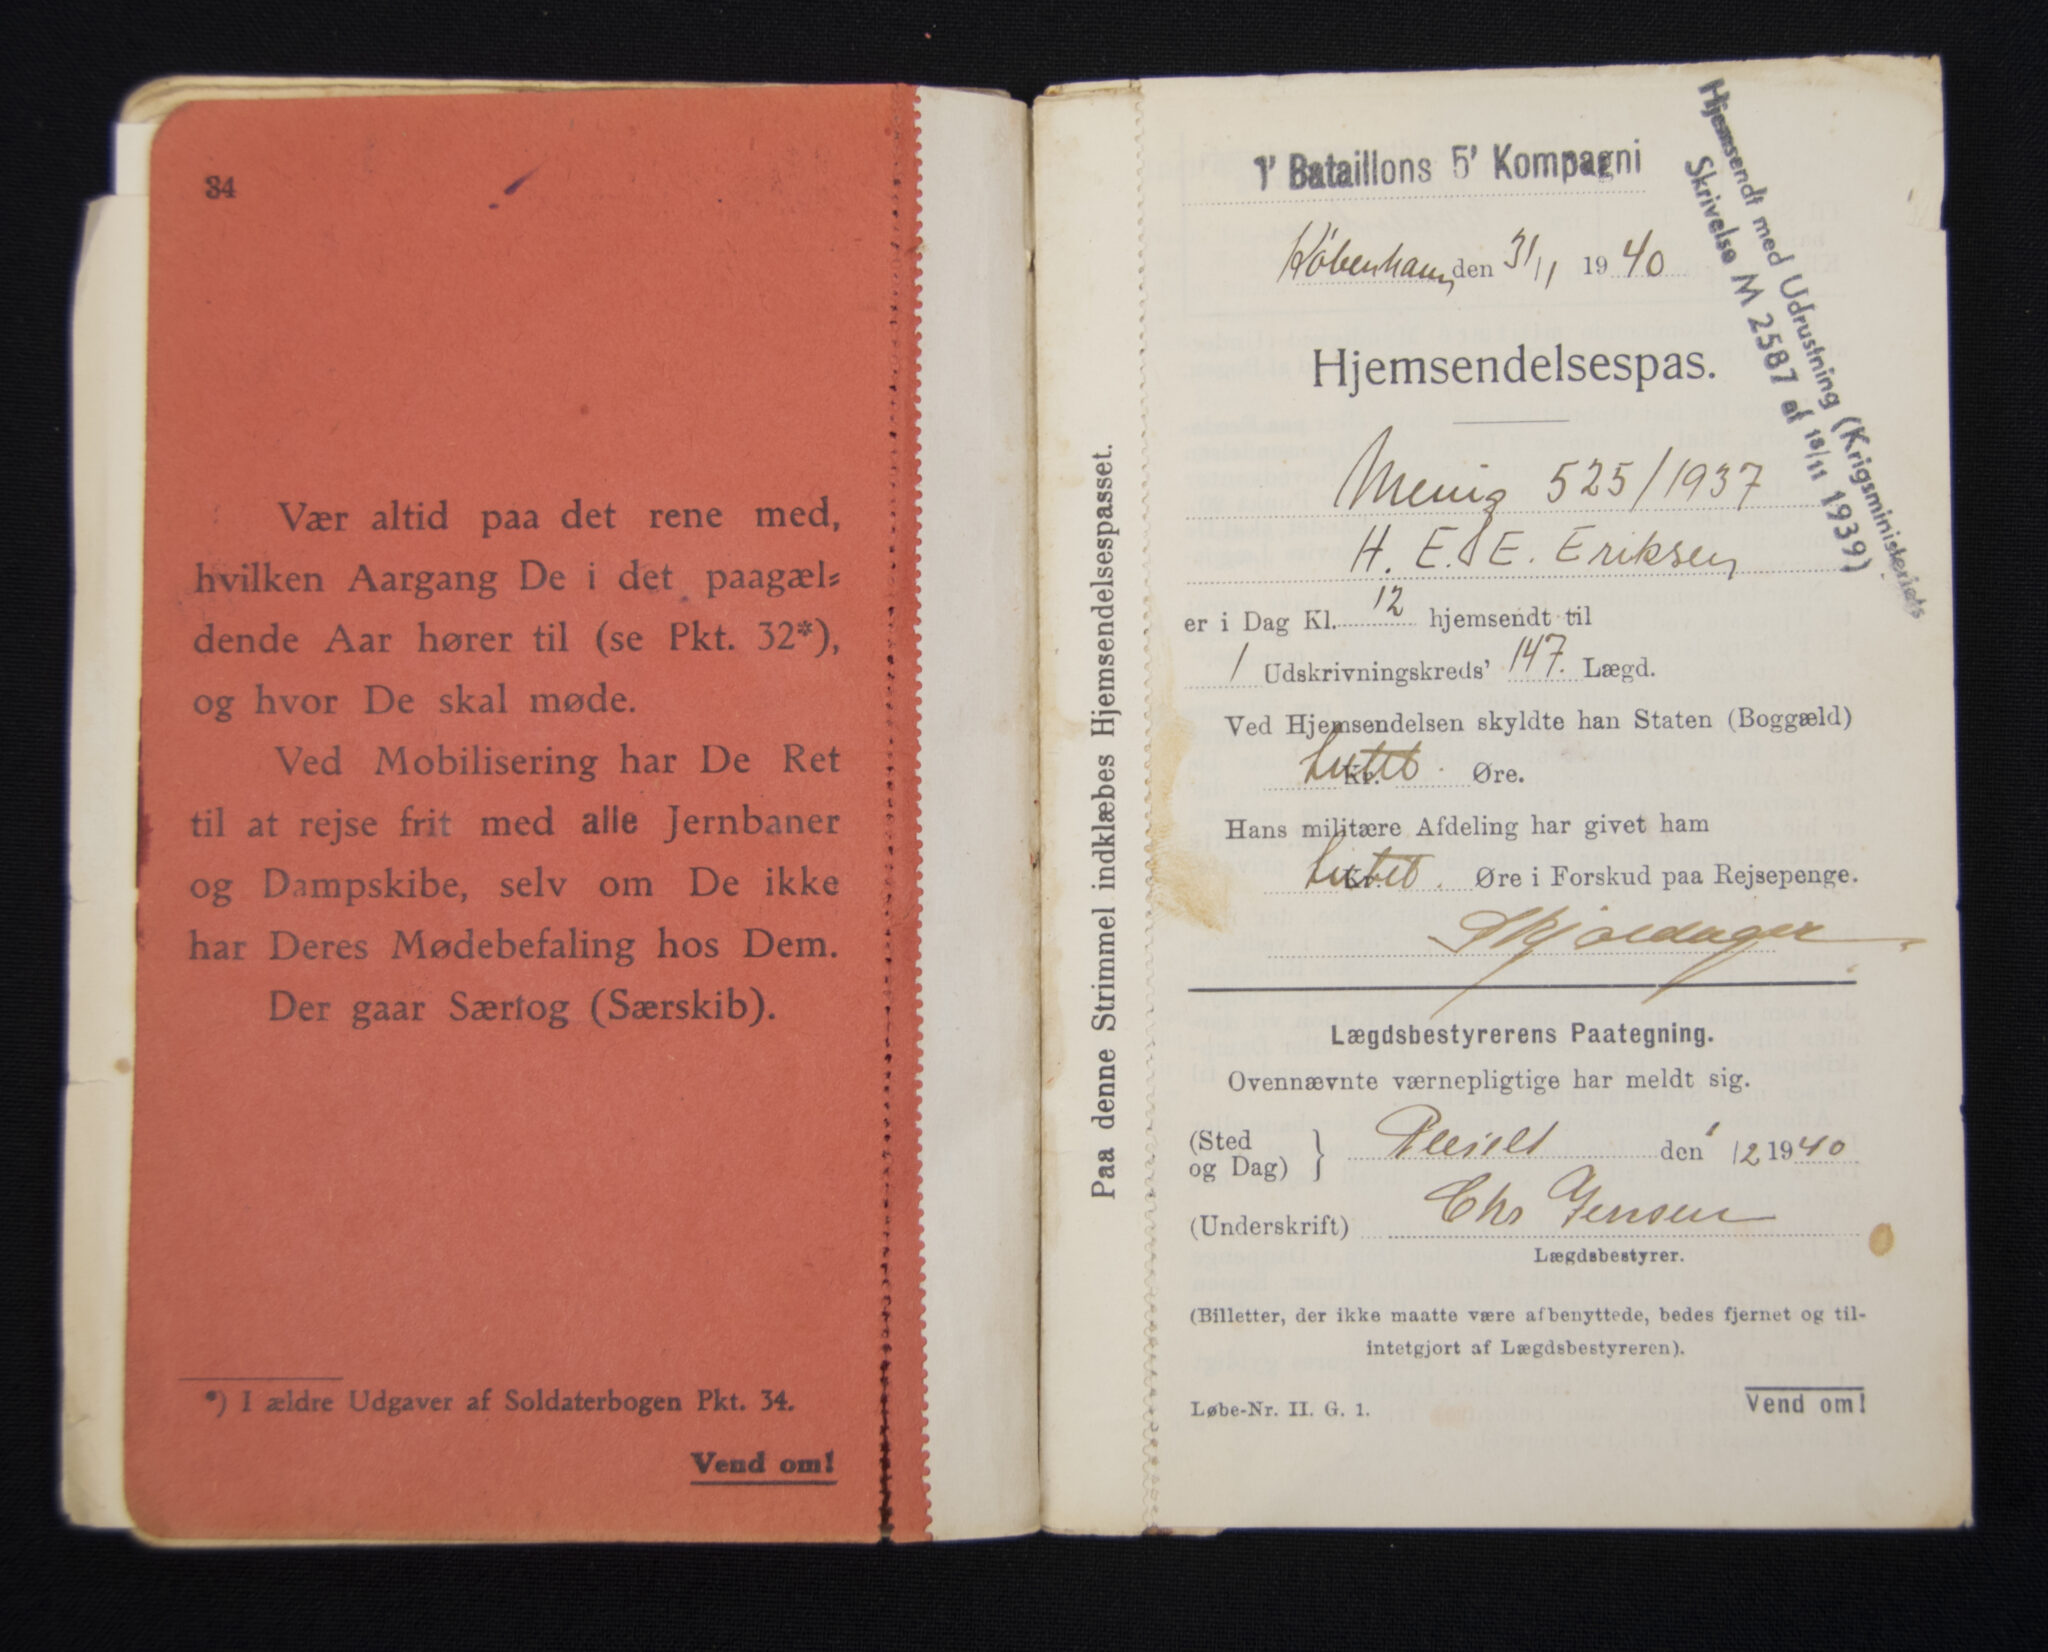 34
Vær altid paa det rene med,
hvilken Aargang De i det paagæl=
dende Aar hører til (se Pkt. 32*),
og hvor De skal møde.
Ved Mobilisering har De Ret
til at rejse frit med alle Jernbaner
og Dampskibe, selv om De ikke
har Deres Mødebefaling hos Dem.
Der gaar Særtog (Særskib).
*) I ældre Udgaver af Soldaterbogen Pkt. 34.
Vend om!
Paa denne Strimmel indklæbes Hjemsendelsespasset.
1' Bataillons 5' Kompagni
København den 31/11 1940
Hjemsendt med Udrustning (Krigsministeriets
Skrivelse M 2587 af 18/11 1939)
Hjemsendelsespas.
Menig 525/1937
H. E. E. Eriksen
er i Dag Kl. 12 hjemsendt til
1 Udskrivningskreds' 147. Lægd.
Ved Hjemsendelsen skyldte han Staten (Boggæld)
Kr. Intet. Øre.
Hans militære Afdeling har givet ham
Kr. Intet. Øre i Forskud paa Rejsepenge.
Lægdsbestyrerens Paategning.
Ovennævnte værnepligtige har meldt sig.
(Sted
og Dag) } den 1 12 1940
(Underskrift) Chr Jensen
Lægdsbestyrer.
(Billetter, der ikke maatte være afbenyttede, bedes fjernet og til-
intetgjort af Lægdsbestyreren).
Løbe-Nr. II. G. 1.
Vend om!